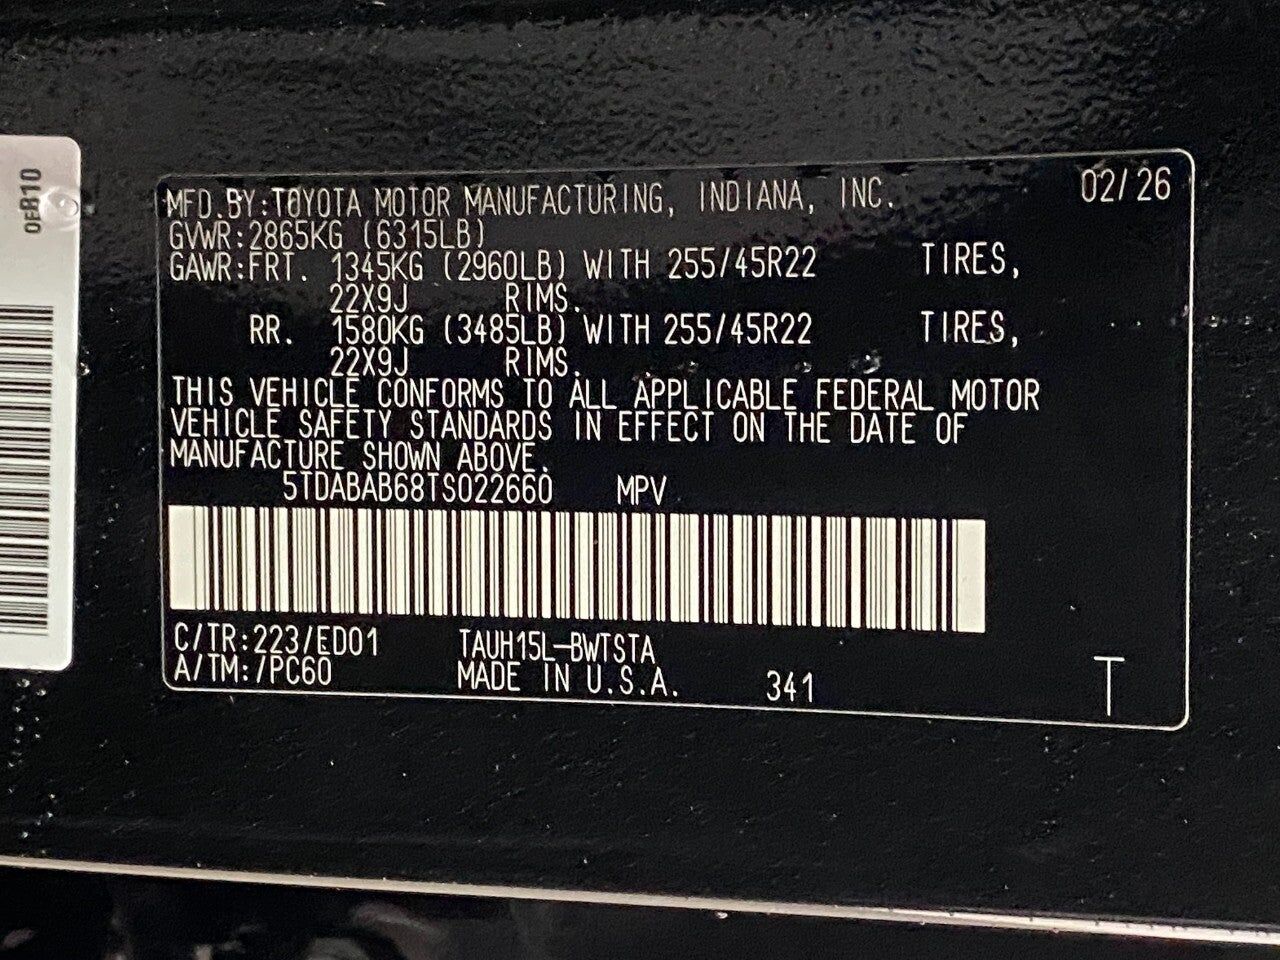 0FR10
MFD.BY:TOYOTA MOTOR MANUFACTURING, INDIANA, INC. 02/26
GVWR:2865KG (6315LB)
GAWR:FRT. 1345KG (2960LB) WITH 255/45R22 TIRES,
22X9J RIMS.
RR. 1580KG (3485LB) WITH 255/45R22 TIRES,
22X9J RIMS.
THIS VEHICLE CONFORMS TO ALL APPLICABLE FEDERAL MOTOR
VEHICLE SAFETY STANDARDS IN EFFECT ON THE DATE OF
MANUFACTURE SHOWN ABOVE.
5TDABAB68TS022660 MPV
C/TR:223/ED01 TAUH15L-BWTSTA
A/TM:/PC60 MADE IN U.S.A. 341 T